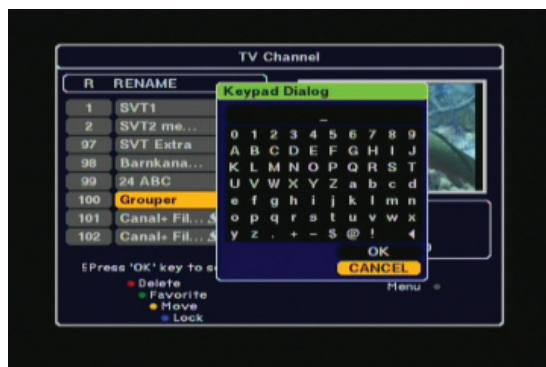 TV Channel
R RENAME
Keypad Dialog
_
1 SVT1
2 SVT2 me...
97 SVT Extra
98 Barnkana...
99 24 ABC
100 Grouper
101 Canal+ Fil...
102 Canal+ Fil...
0 1 2 3 4 5 6 7 8 9
A B C D E F G H I J
K L M N O P Q R S T
U V W X Y Z a b c d
e f g h i j k l m n
o p q r s t u v w x
y z . + - $ @ !
OK
CANCEL
EPress 'OK' key to s
Delete
Favorite
Move
Lock
Menu